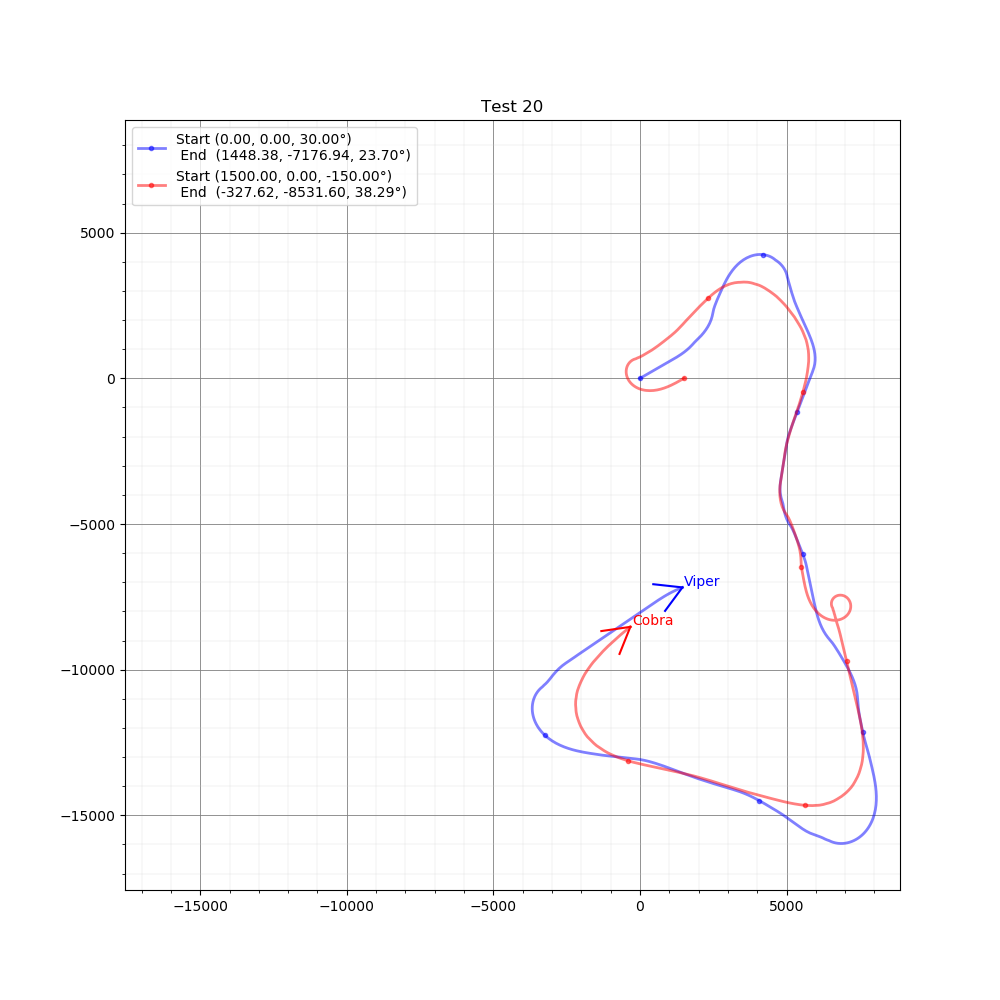 Test 20
Start (0.00, 0.00, 30.00°)
End (1448.38, -7176.94, 23.70°)
Start (1500.00, 0.00, -150.00°)
End (-327.62, -8531.60, 38.29°)
5000
0
−5000
−10000
−15000
Viper
Cobra
−15000 −10000 −5000 0 5000